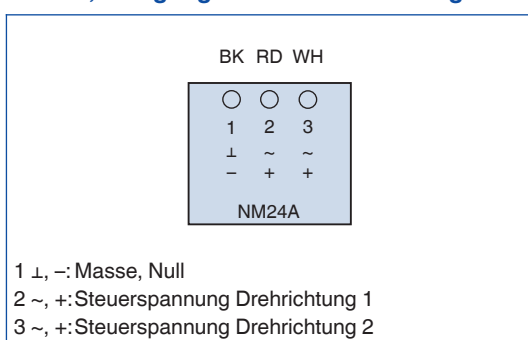 BK RD WH
1 2 3
⊥ ~ ~
– + +
NM24A
1 ⊥, –: Masse, Null
2 ~, +: Steuerspannung Drehrichtung 1
3 ~, +: Steuerspannung Drehrichtung 2